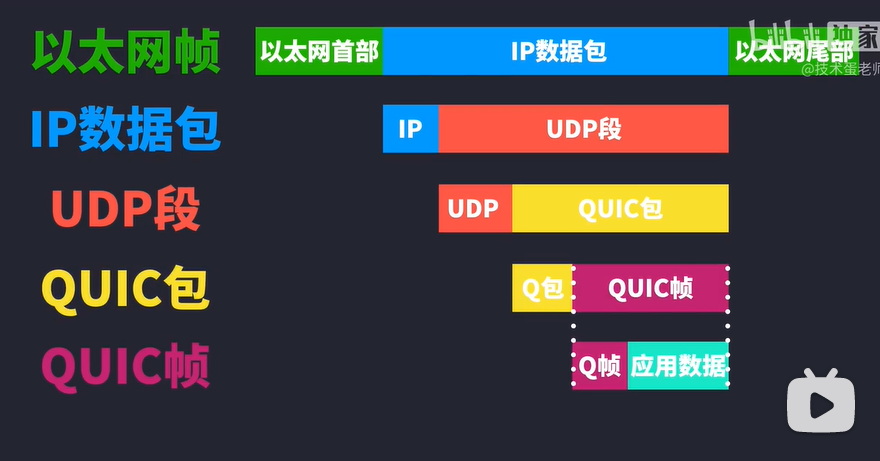 以太网帧 以太网首部 IP数据包 以太网尾部
bilibili 独家
@技术蛋老师
IP数据包 IP UDP段
UDP段 UDP QUIC包
QUIC包 Q包 QUIC帧
QUIC帧 Q帧 应用数据